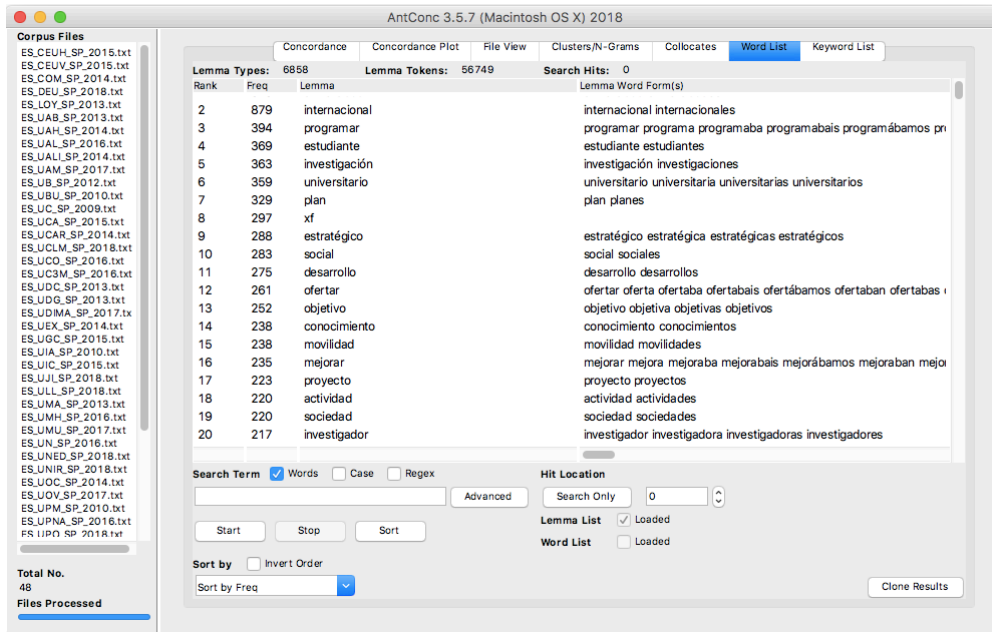 AntConc 3.5.7 (Macintosh OS X) 2018
Corpus Files
ES_CEUH_SP_2015.txt
ES_CEUV_SP_2015.txt
ES_COM_SP_2014.txt
ES_DEU_SP_2018.txt
ES_LOY_SP_2013.txt
ES_UAB_SP_2013.txt
ES_UAH_SP_2014.txt
ES_UAL_SP_2016.txt
ES_UALI_SP_2014.txt
ES_UAM_SP_2017.txt
ES_UB_SP_2012.txt
ES_UBU_SP_2010.txt
ES_UC_SP_2009.txt
ES_UCA_SP_2015.txt
ES_UCAR_SP_2014.txt
ES_UCLM_SP_2018.txt
ES_UCO_SP_2016.txt
ES_UC3M_SP_2016.txt
ES_UDC_SP_2013.txt
ES_UDG_SP_2013.txt
ES_UDIMA_SP_2017.tx
ES_UEX_SP_2014.txt
ES_UGC_SP_2015.txt
ES_UIA_SP_2010.txt
ES_UIC_SP_2015.txt
ES_UJI_SP_2018.txt
ES_ULL_SP_2018.txt
ES_UMA_SP_2013.txt
ES_UMH_SP_2016.txt
ES_UMU_SP_2017.txt
ES_UN_SP_2016.txt
ES_UNED_SP_2018.txt
ES_UNIR_SP_2018.txt
ES_UOC_SP_2014.txt
ES_UOV_SP_2017.txt
ES_UPM_SP_2010.txt
ES_UPNA_SP_2016.txt
ES_UPO_SP_2018.txt
Total No.
48
Files Processed
Concordance Concordance Plot File View Clusters/N-Grams Collocates Word List Keyword List
Lemma Types: 6858 Lemma Tokens: 56749 Search Hits: 0
Rank Freq Lemma Lemma Word Form(s)
2 879 internacional internacional internacionales
3 394 programar programar programa programaba programabais programábamos pro
4 369 estudiante estudiante estudiantes
5 363 investigación investigación investigaciones
6 359 universitario universitario universitaria universitarias universitarios
7 329 plan plan planes
8 297 xf
9 288 estratégico estratégico estratégica estratégicas estratégicos
10 283 social social sociales
11 275 desarrollo desarrollo desarrollos
12 261 ofertar ofertar oferta ofertaba ofertabais ofertábamos ofertaban ofertabas
13 252 objetivo objetivo objetiva objetivas objetivos
14 238 conocimiento conocimiento conocimientos
15 238 movilidad movilidad movilidades
16 235 mejorar mejorar mejora mejoraba mejorabais mejorábamos mejoraban mejor
17 223 proyecto proyecto proyectos
18 220 actividad actividad actividades
19 220 sociedad sociedad sociedades
20 217 investigador investigador investigadora investigadoras investigadores
Search Term Words Case Regex Hit Location
Advanced Search Only 0
Start Stop Sort Lemma List Loaded
Word List Loaded
Sort by Invert Order
Sort by Freq Clone Results